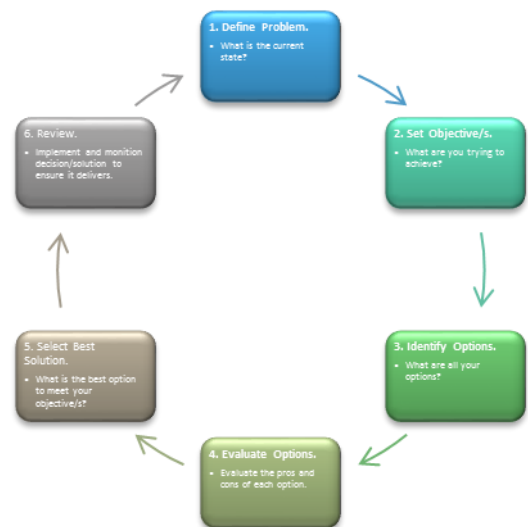 1. Define Problem.
• What is the current
state?
2. Set Objective/s.
• What are you trying to
achieve?
3. Identify Options.
• What are all your
options?
4. Evaluate Options.
• Evaluate the pros and
cons of each option.
5. Select Best
Solution.
• What is the best option
to meet your
objective/s?
6. Review.
• Implement and monition
decision/solution to
ensure it delivers.